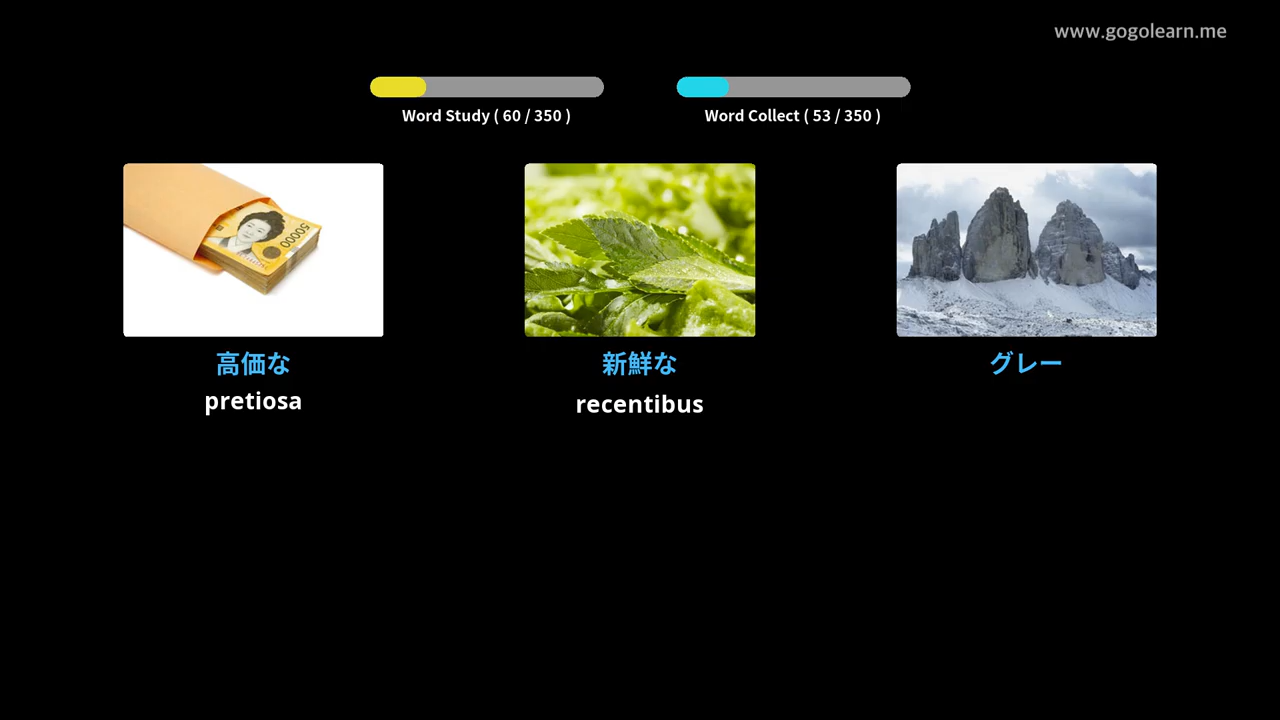 www.gogolearn.me
Word Study ( 60 / 350 )
Word Collect ( 53 / 350 )
50000
高価な
新鮮な
グレー
pretiosa
recentibus